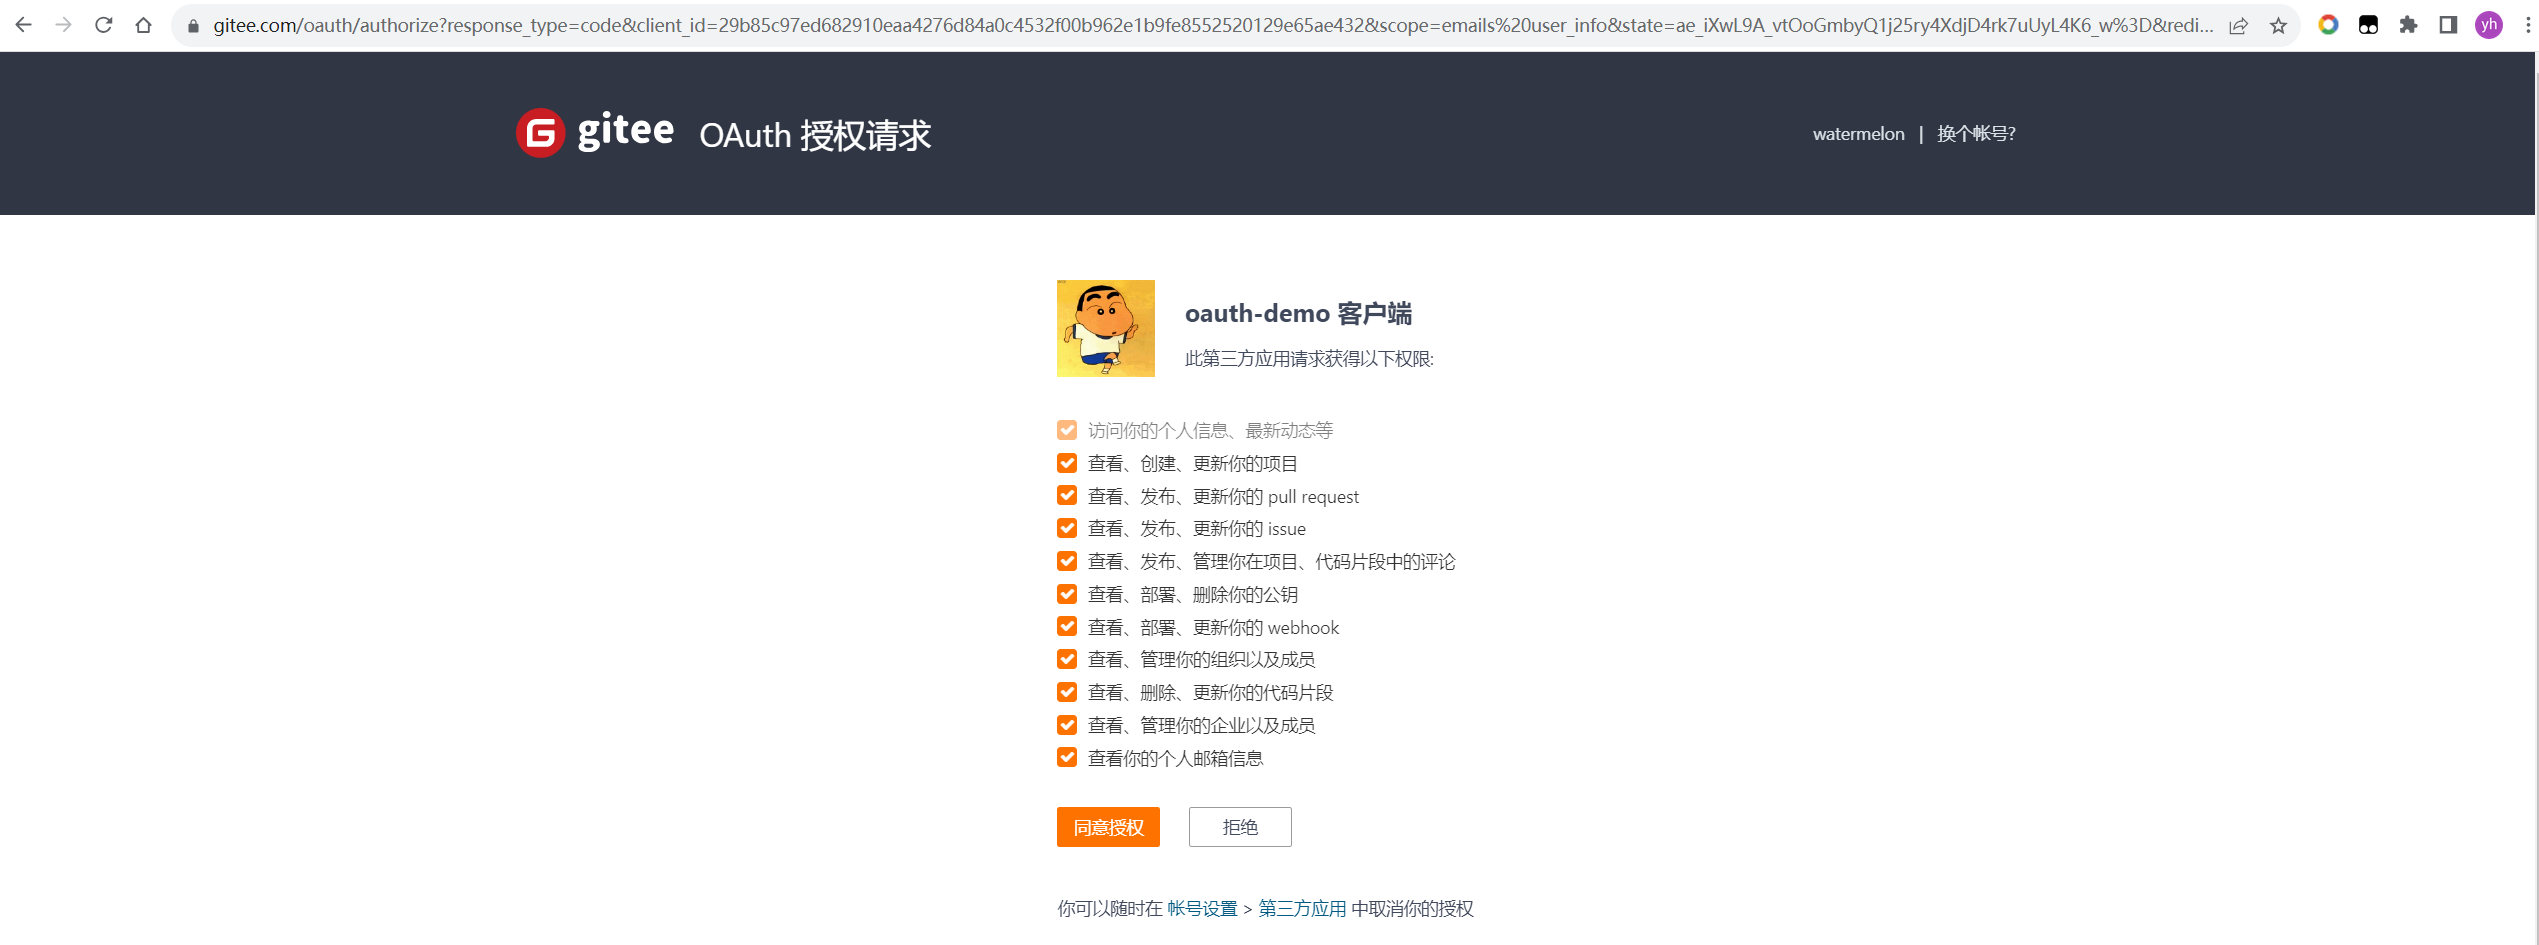 gitee.com/oauth/authorize?response_type=code&client_id=29b85c97ed682910eaa4276d84a0c4532f00b962e1b9fe8552520129e65ae432&scope=emails%20user_info&state=ae_iXwL9A_vtOoGmbyQ1j25ry4XdjD4rk7uUyL4K6_w%3D&redi...
yh
gitee OAuth 授权请求
watermelon | 换个帐号?
oauth-demo 客户端
此第三方应用请求获得以下权限:
访问你的个人信息、最新动态等
查看、创建、更新你的项目
查看、发布、更新你的 pull request
查看、发布、更新你的 issue
查看、发布、管理你在项目、代码片段中的评论
查看、部署、删除你的公钥
查看、部署、更新你的 webhook
查看、管理你的组织以及成员
查看、删除、更新你的代码片段
查看、管理你的企业以及成员
查看你的个人邮箱信息
同意授权 拒绝
你可以随时在 帐号设置 > 第三方应用 中取消你的授权